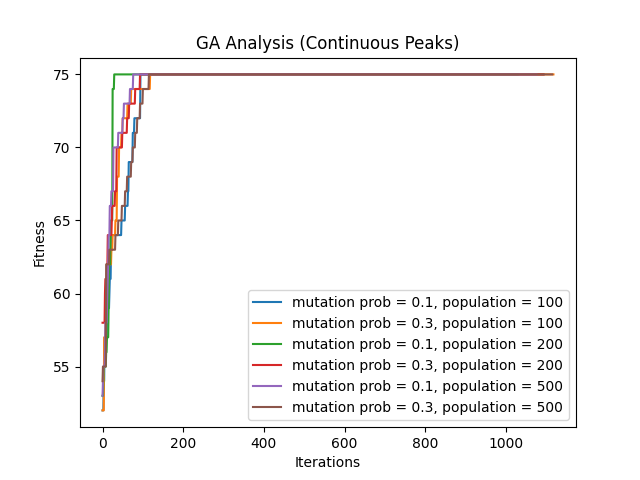 GA Analysis (Continuous Peaks)
75
70
65
60
55
Fitness
mutation prob = 0.1, population = 100
mutation prob = 0.3, population = 100
mutation prob = 0.1, population = 200
mutation prob = 0.3, population = 200
mutation prob = 0.1, population = 500
mutation prob = 0.3, population = 500
0 200 400 600 800 1000
Iterations